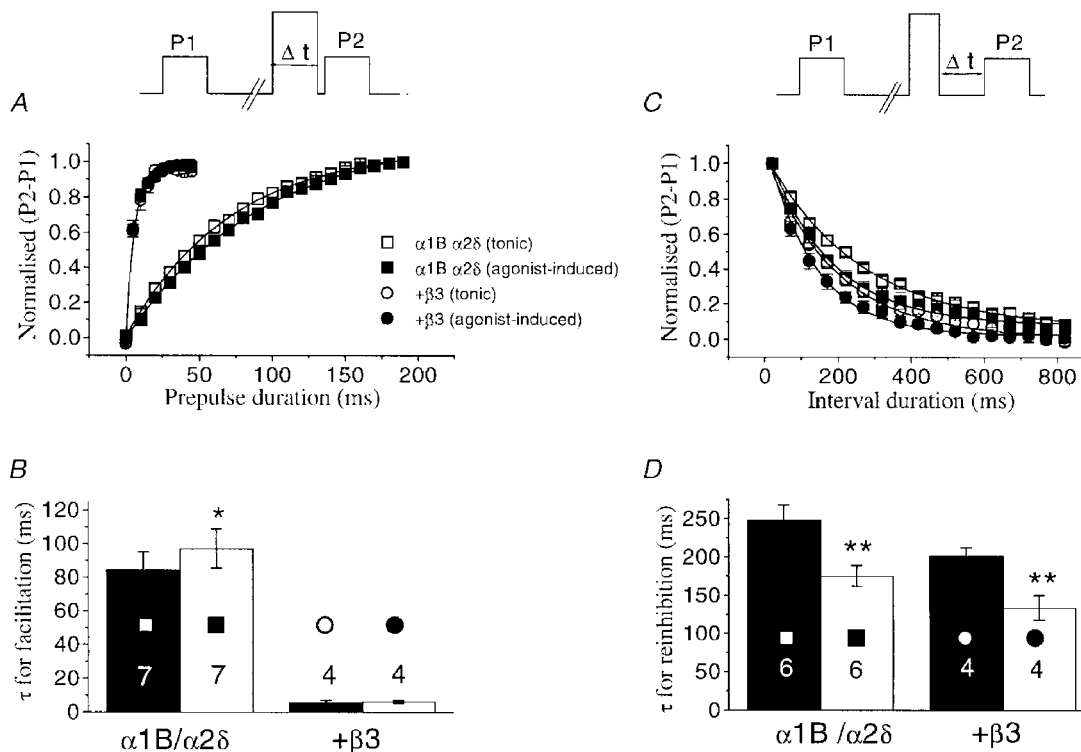 P1
Δ t
P2
A
Normalised (P2-P1)
1.0
0.8
0.6
0.4
0.2
0.0
0
50
100
150
200
Prepulse duration (ms)
α1B α2δ (tonic)
α1B α2δ (agonist-induced)
+β3 (tonic)
+β3 (agonist-induced)
P1
Δ t
P2
C
Normalised (P2-P1)
1.0
0.8
0.6
0.4
0.2
0.0
0
200
400
600
800
Interval duration (ms)
B
τ for facilitation (ms)
120
100
80
60
40
20
0
*
7
7
4
4
α1B/α2δ
+β3
D
τ for reinhibition (ms)
250
200
150
100
50
0
**
**
6
6
4
4
α1B /α2δ
+β3